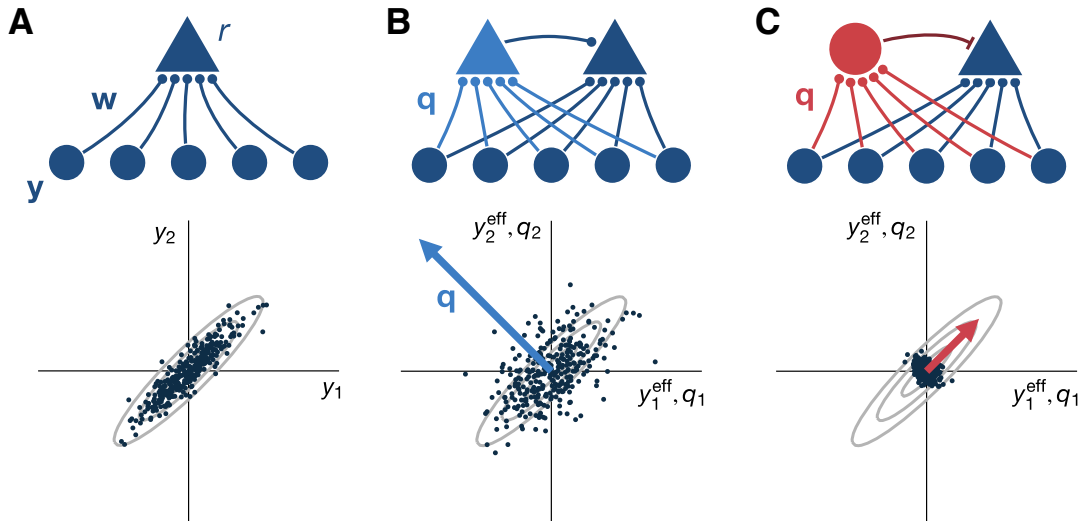 A
r
w
y
y₂
y₁
B
q
y₂ᵉᶠᶠ, q₂
q
y₁ᵉᶠᶠ, q₁
C
q
y₂ᵉᶠᶠ, q₂
y₁ᵉᶠᶠ, q₁